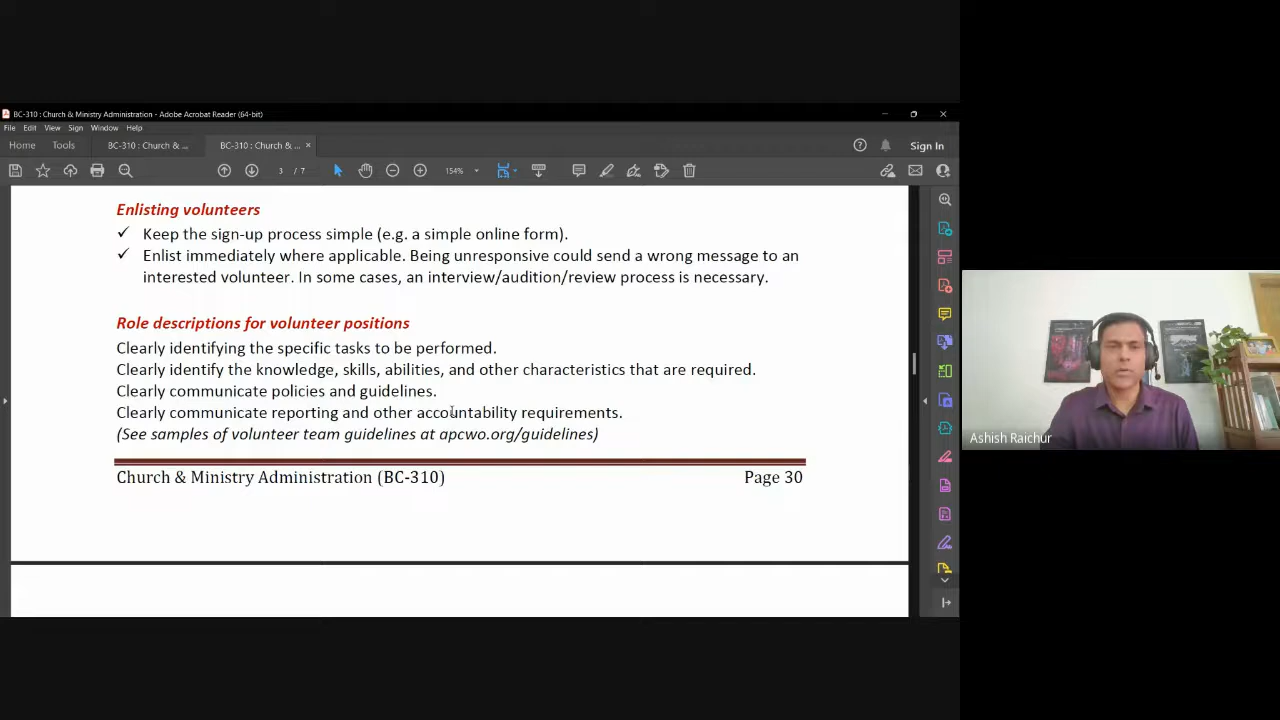 BC-310 : Church & Ministry Administration - Adobe Acrobat Reader (64-bit)
File Edit View Sign Window Help
Home Tools BC-310 : Church & ... BC-310 : Church & ... × Sign In
3 / 7 154%
Enlisting volunteers
✓ Keep the sign-up process simple (e.g. a simple online form).
✓ Enlist immediately where applicable. Being unresponsive could send a wrong message to an
interested volunteer. In some cases, an interview/audition/review process is necessary.
Role descriptions for volunteer positions
Clearly identifying the specific tasks to be performed.
Clearly identify the knowledge, skills, abilities, and other characteristics that are required.
Clearly communicate policies and guidelines.
Clearly communicate reporting and other accountability requirements.
(See samples of volunteer team guidelines at apcwo.org/guidelines)
Church & Ministry Administration (BC-310) Page 30
Ashish Raichur